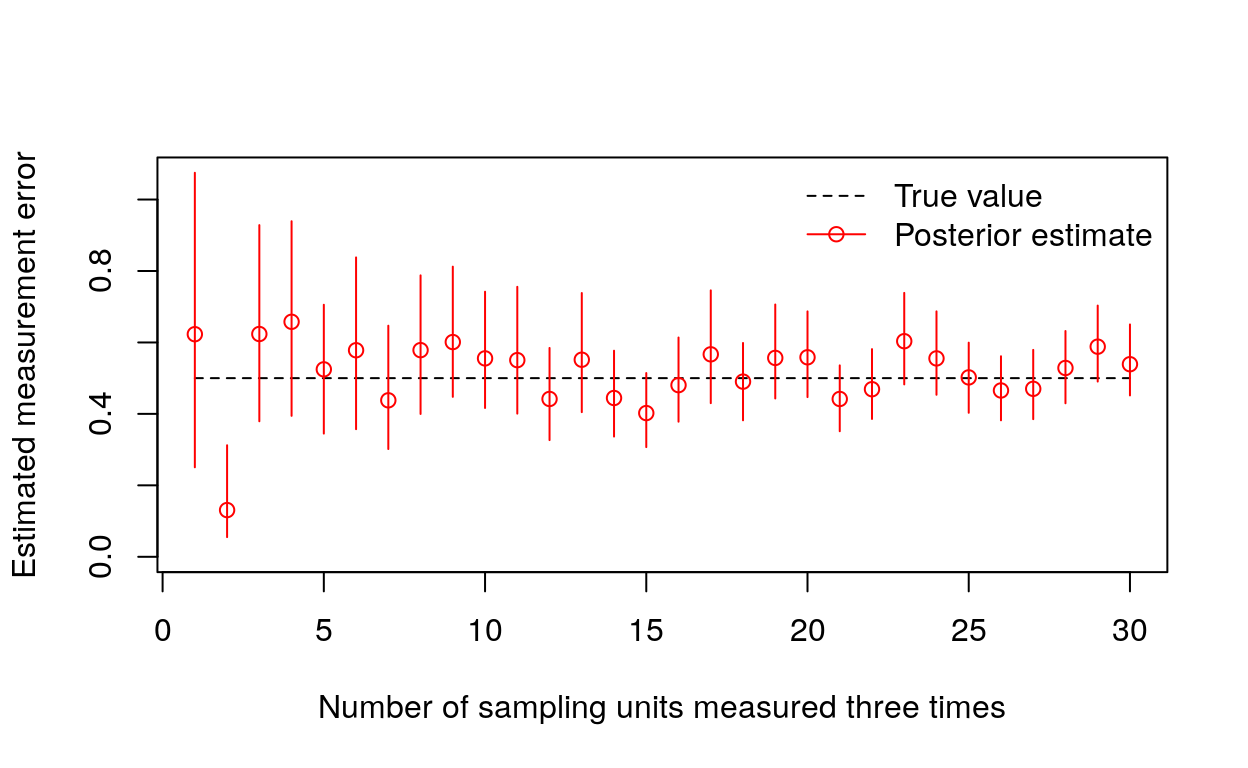 Estimated measurement error
0.8
0.4
0.0
True value
Posterior estimate
0 5 10 15 20 25 30
Number of sampling units measured three times